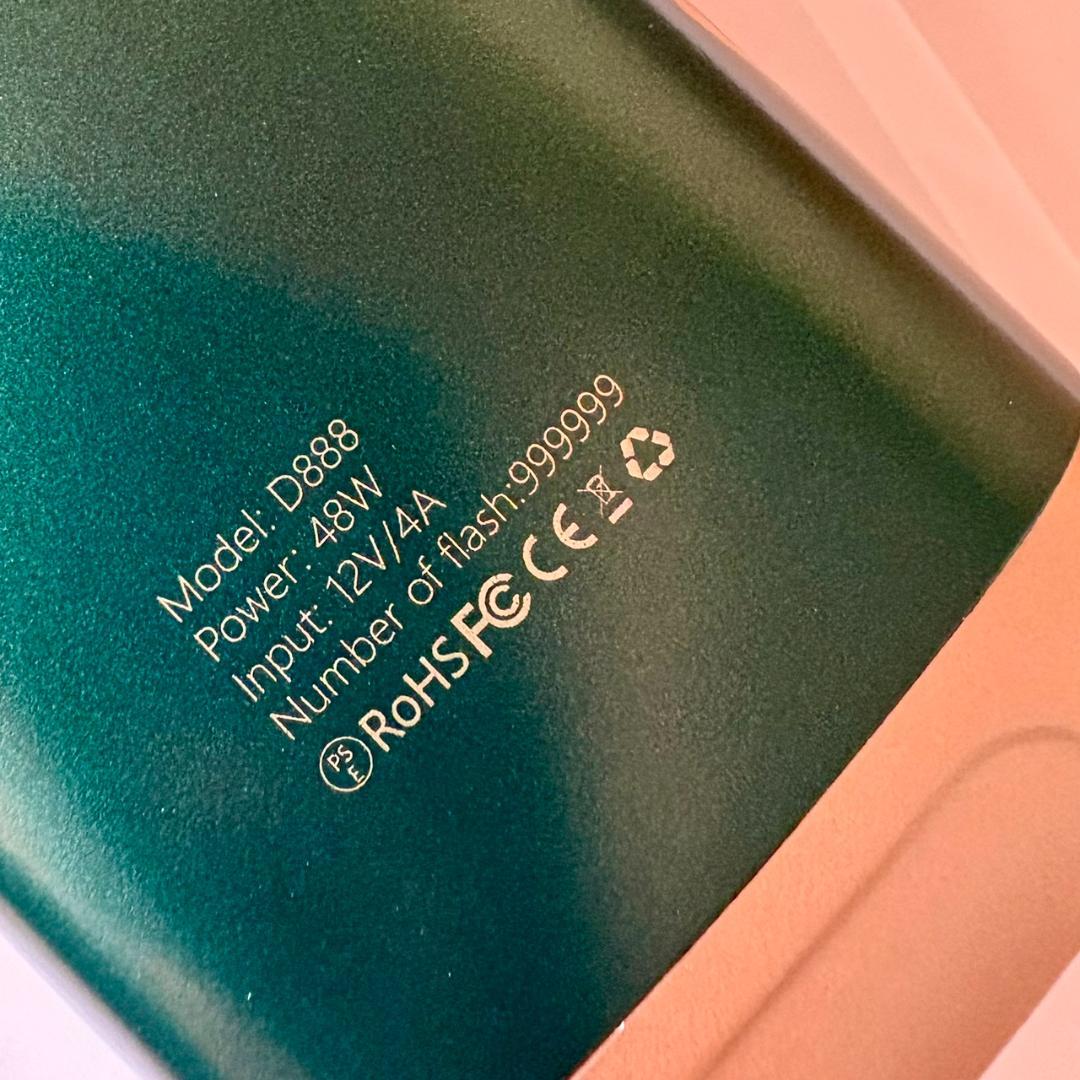 Model: D888
Power: 48W
Input: 12V/4A
Number of flash:999999
PSE RoHS FC CE